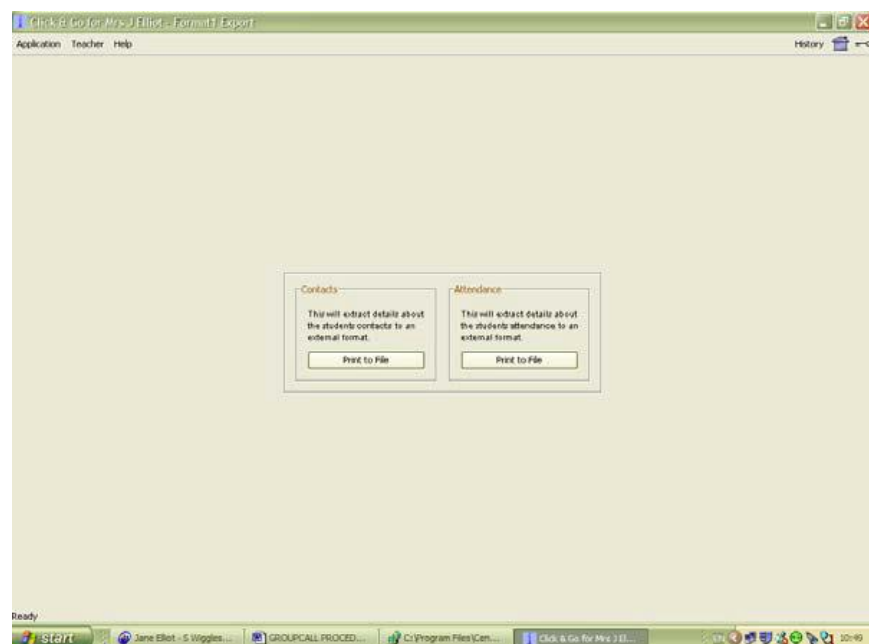 Click & Go for Mrs J Elliot - Format1 Export
Application Teacher Help
History
Contacts
This will extract details about
the students contacts to an
external format.
Print to File
Attendance
This will extract details about
the students attendance to an
external format.
Print to File
Ready
start
Jane Elliot - S Wiggles...
GROUPCALL PROCED...
C:\Program Files\Cen...
Click & Go for Mrs J El...
EN
10:49